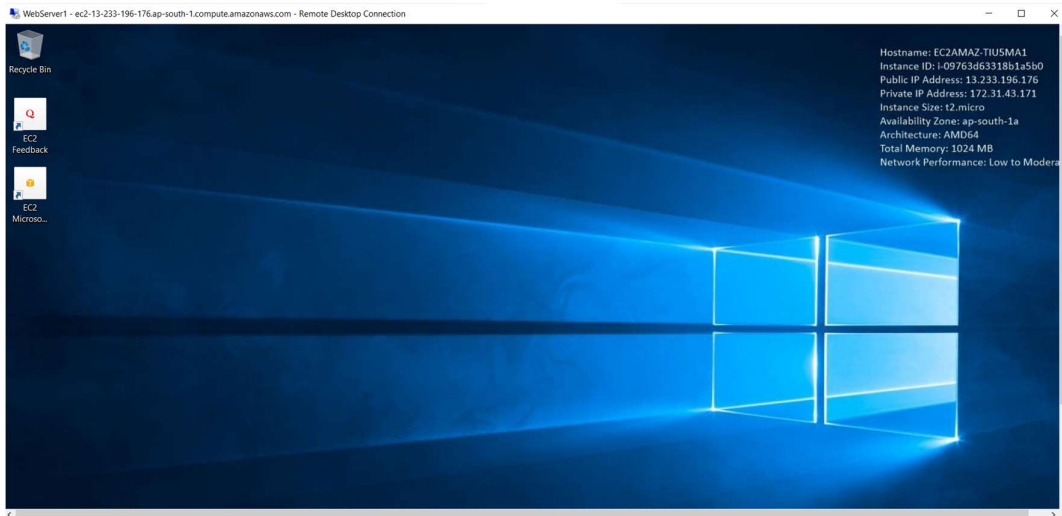 WebServer1 - ec2-13-233-196-176.ap-south-1.compute.amazonaws.com - Remote Desktop Connection
Recycle Bin
Q
EC2
Feedback
EC2
Microso...
Hostname: EC2AMAZ-TIU5MA1
Instance ID: i-09763d63318b1a5b0
Public IP Address: 13.233.196.176
Private IP Address: 172.31.43.171
Instance Size: t2.micro
Availability Zone: ap-south-1a
Architecture: AMD64
Total Memory: 1024 MB
Network Performance: Low to Modera